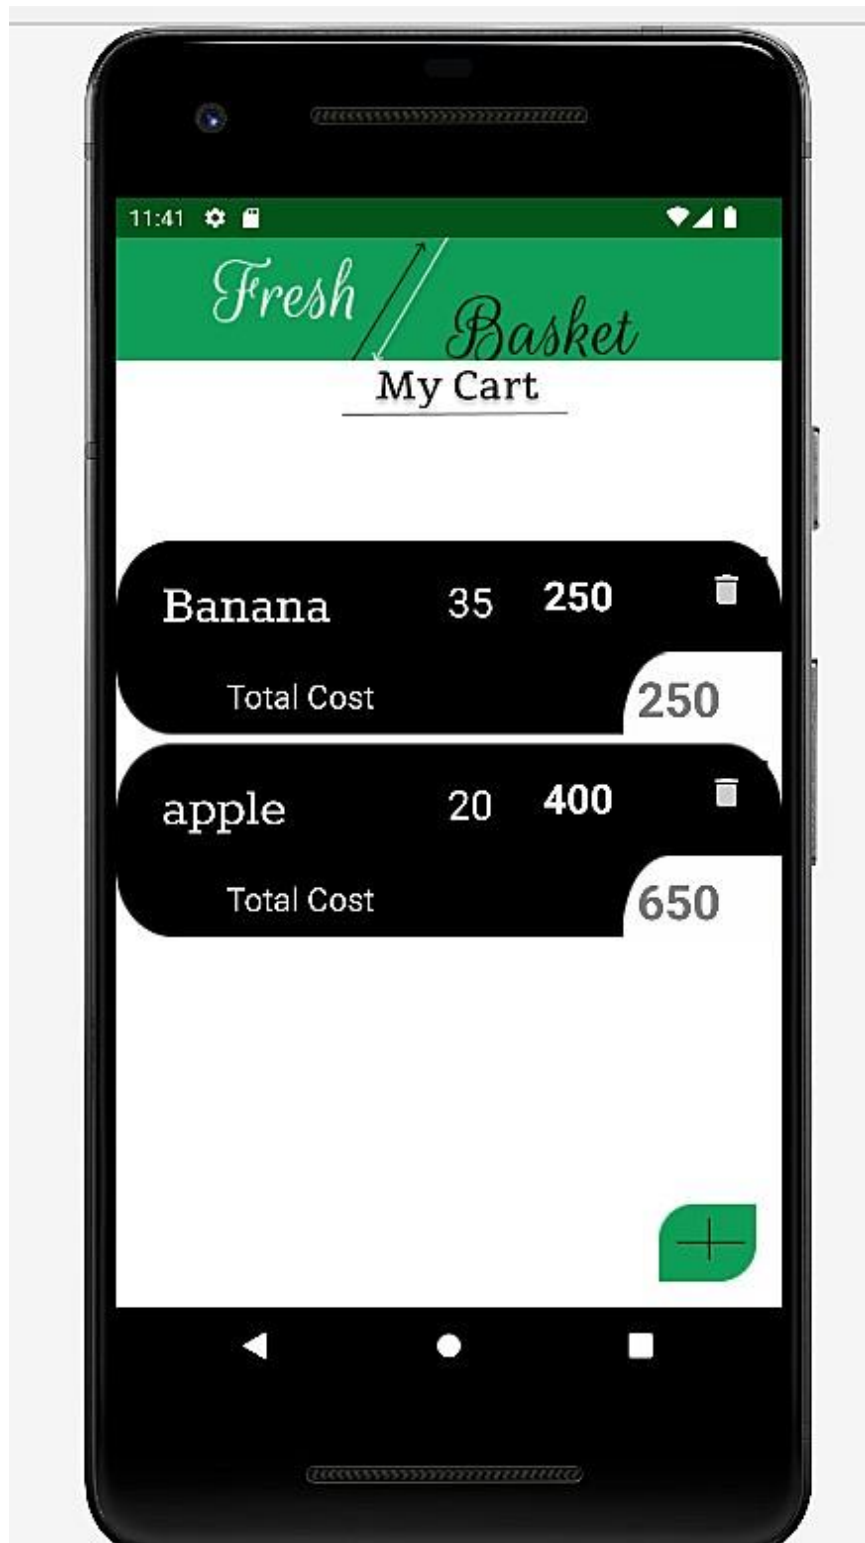 11:41
Fresh
Basket
My Cart
Banana 35 250
Total Cost 250
apple 20 400
Total Cost 650